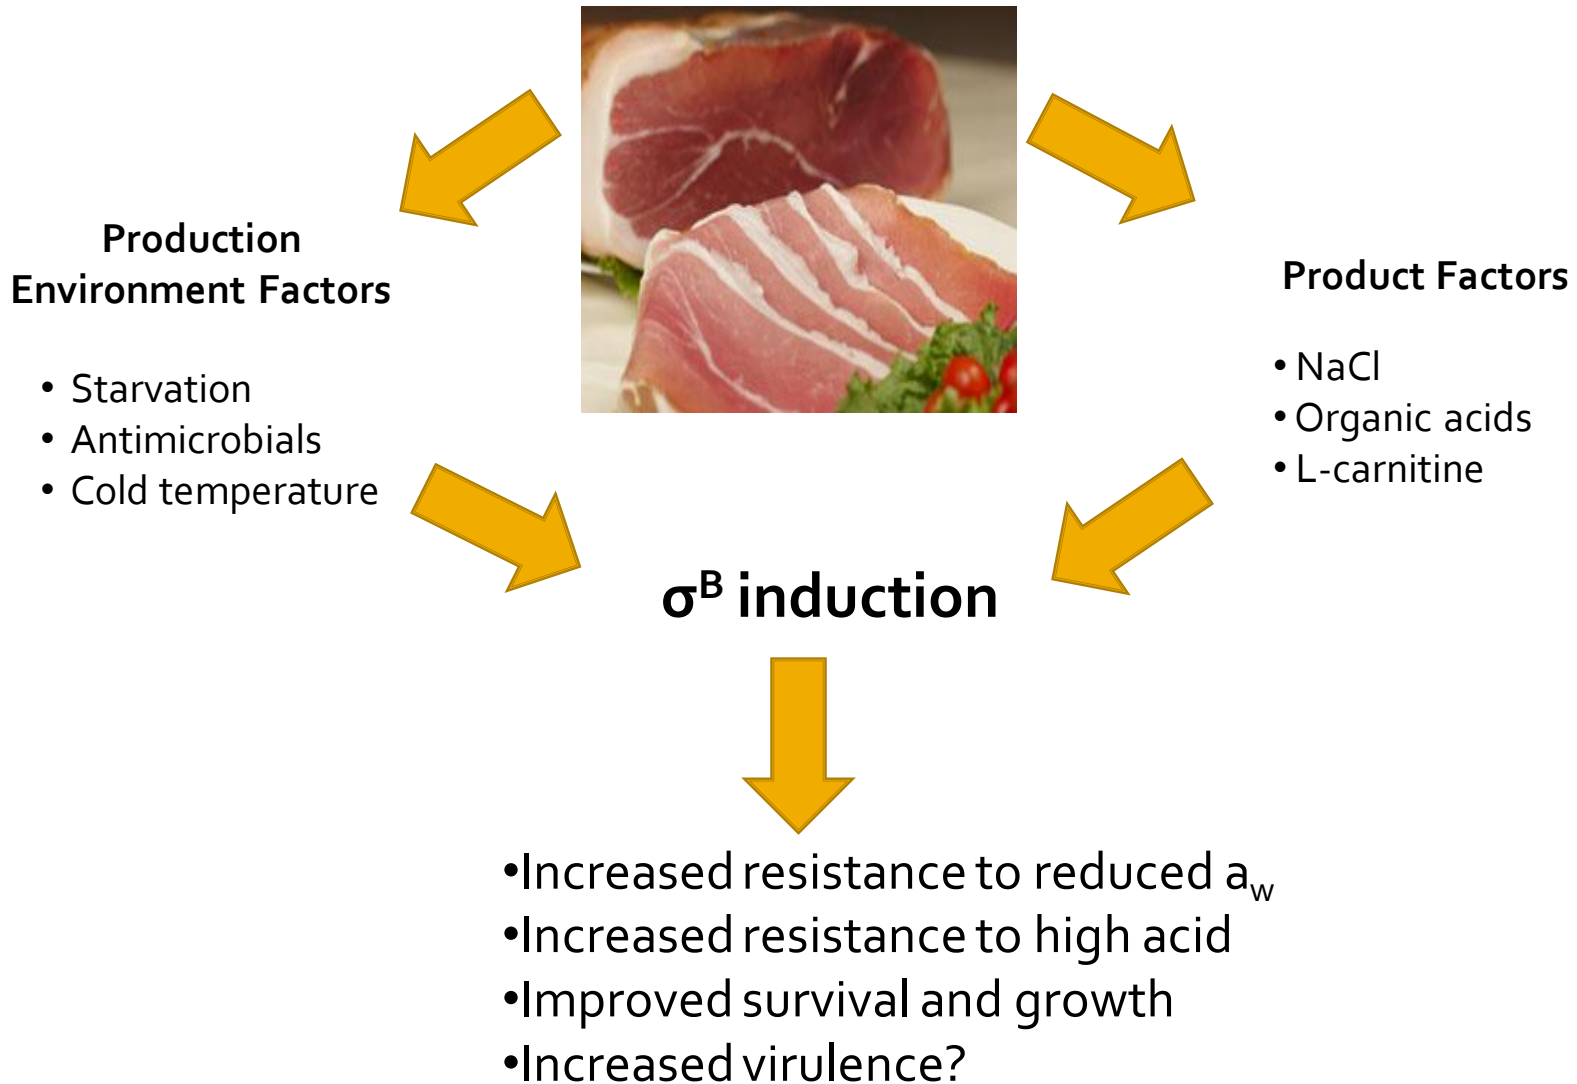 Production
Environment Factors
• Starvation
• Antimicrobials
• Cold temperature
Product Factors
• NaCl
• Organic acids
• L-carnitine
σᴮ induction
•Increased resistance to reduced a_w
•Increased resistance to high acid
•Improved survival and growth
•Increased virulence?